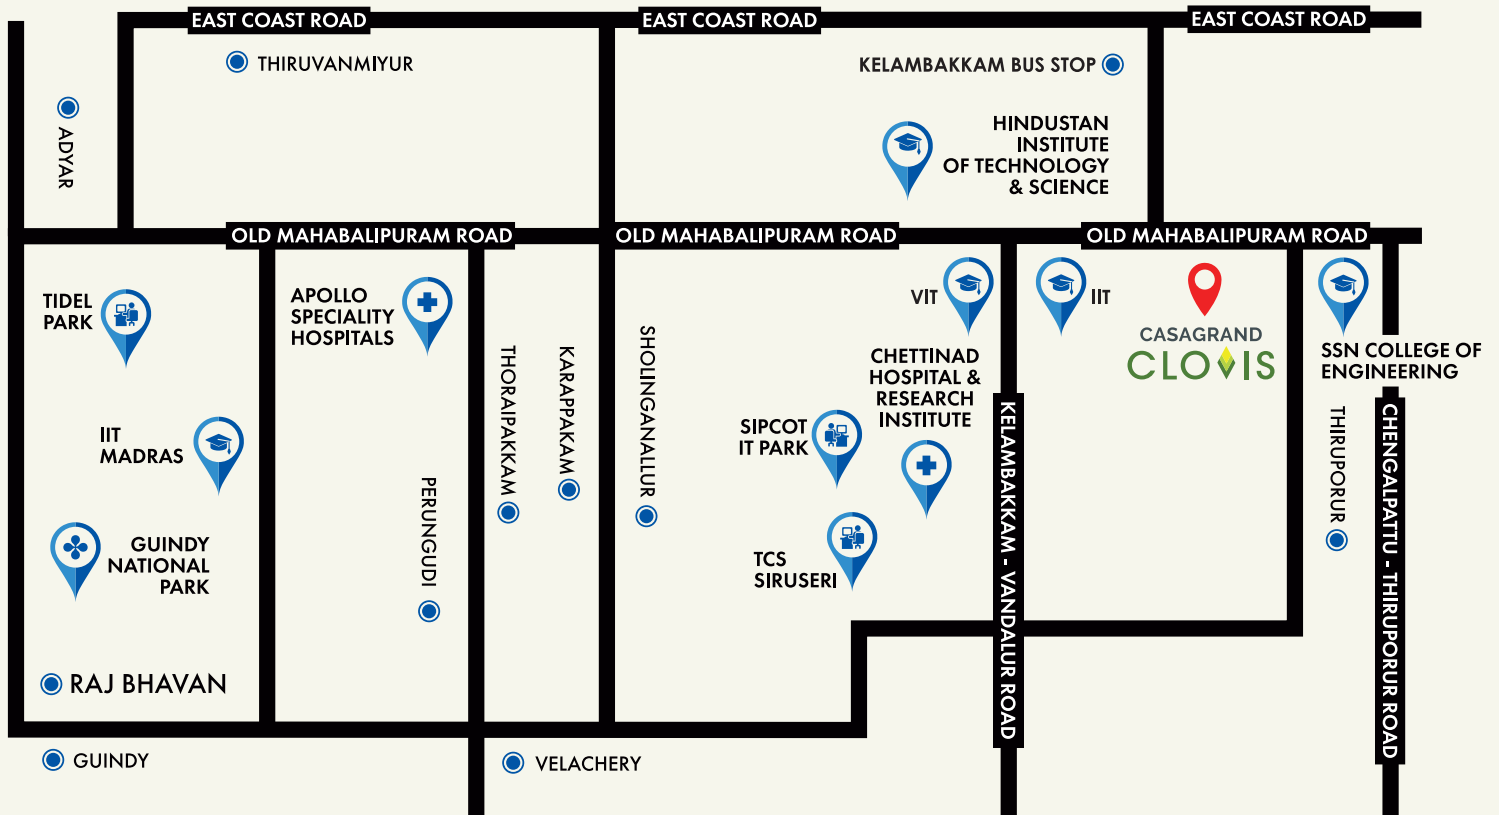 EAST COAST ROAD
EAST COAST ROAD
EAST COAST ROAD
THIRUVANMIYUR
KELAMBAKKAM BUS STOP
ADYAR
HINDUSTAN
INSTITUTE
OF TECHNOLOGY
& SCIENCE
OLD MAHABALIPURAM ROAD
OLD MAHABALIPURAM ROAD
OLD MAHABALIPURAM ROAD
TIDEL
PARK
APOLLO
SPECIALITY
HOSPITALS
VIT
IIT
CASAGRAND
CLOVIS
SSN COLLEGE OF
ENGINEERING
THORAIPAKKAM
KARAPPAKAM
SHOLINGANALLUR
CHETTINAD
HOSPITAL &
RESEARCH
INSTITUTE
SIPCOT
IT PARK
IIT
MADRAS
KELAMBAKKAM - VANDALUR ROAD
THIRUPORUR
CHENGALPATTU - THIRUPORUR ROAD
PERUNGUDI
GUINDY
NATIONAL
PARK
TCS
SIRUSERI
RAJ BHAVAN
GUINDY
VELACHERY